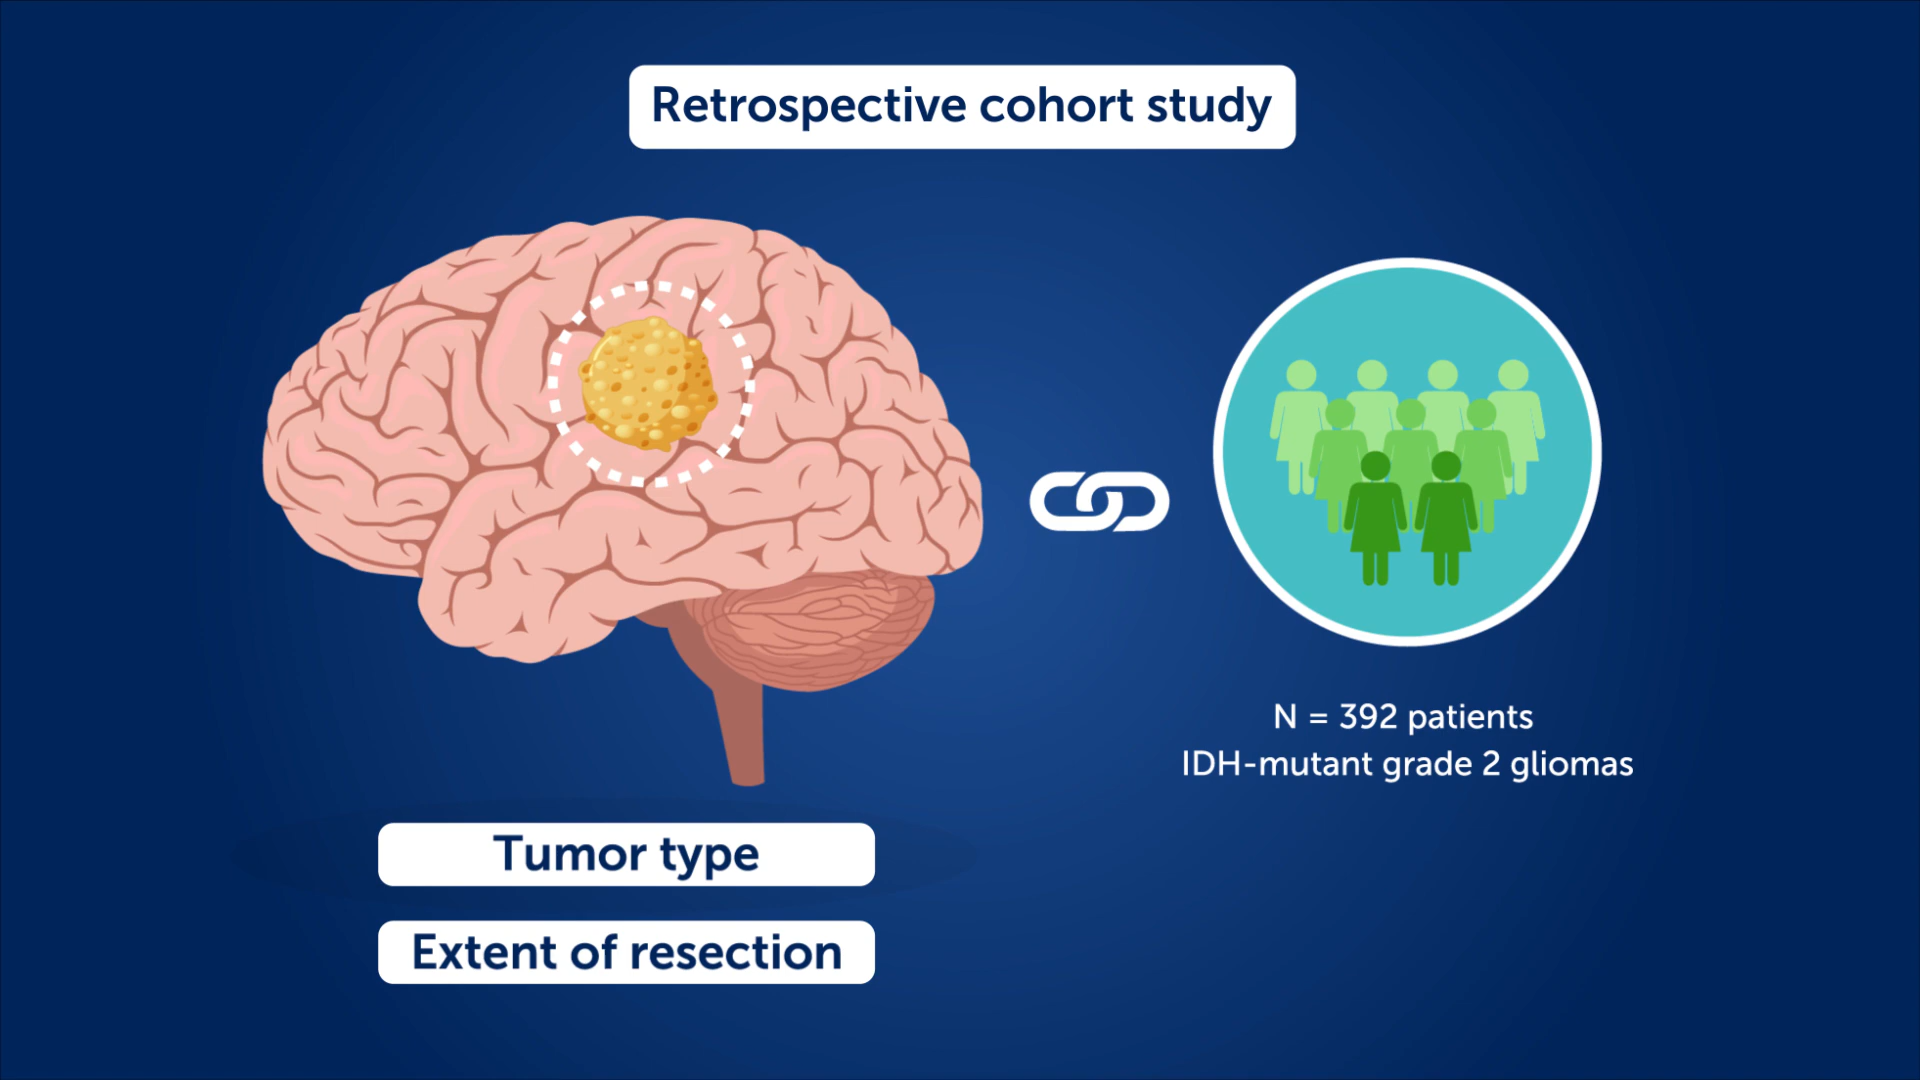 Retrospective cohort study
N = 392 patients
IDH-mutant grade 2 gliomas
Tumor type
Extent of resection